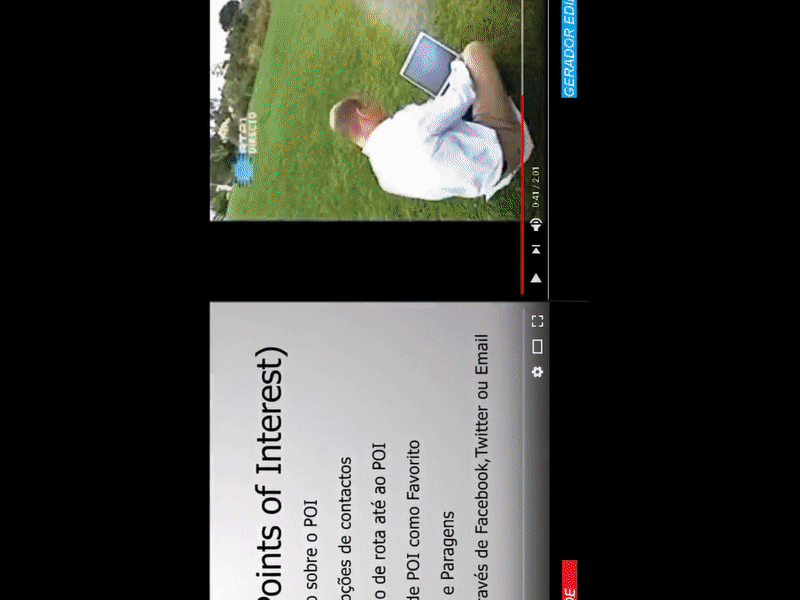 RTP1
DIRECTO
0:41 / 2:01
GERADOR EDI
Points of Interest)
o sobre o POI
pções de contactos
o de rota até ao POI
de POI como Favorito
e Paragens
ravés de Facebook,Twitter ou Email
DE